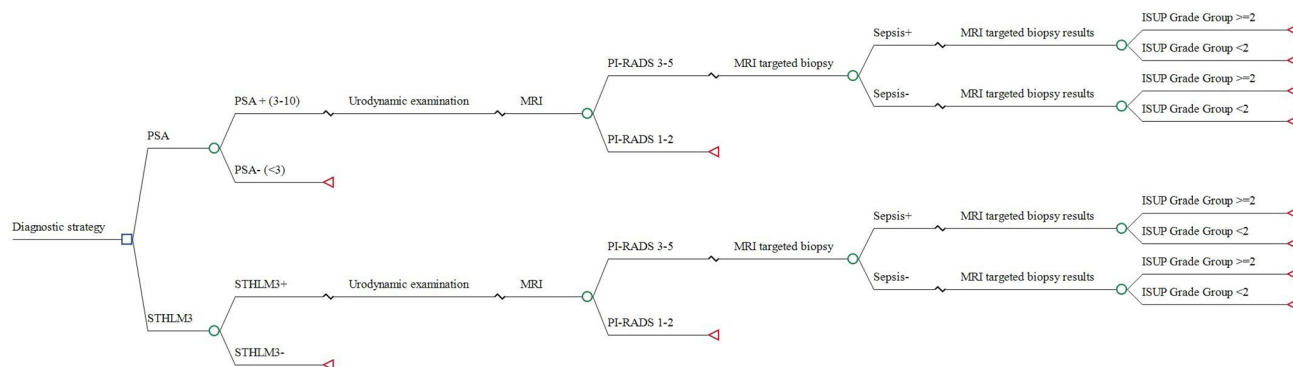 ISUP Grade Group >=2
Sepsis+
MRI targeted biopsy results
ISUP Grade Group <2
PI-RADS 3-5
MRI targeted biopsy
ISUP Grade Group >=2
PSA + (3-10)
Urodynamic examination
MRI
Sepsis-
MRI targeted biopsy results
ISUP Grade Group <2
PSA
PI-RADS 1-2
PSA- (<3)
Diagnostic strategy
ISUP Grade Group >=2
Sepsis+
MRI targeted biopsy results
ISUP Grade Group <2
PI-RADS 3-5
MRI targeted biopsy
ISUP Grade Group >=2
STHLM3+
Urodynamic examination
MRI
Sepsis-
MRI targeted biopsy results
ISUP Grade Group <2
STHLM3
PI-RADS 1-2
STHLM3-